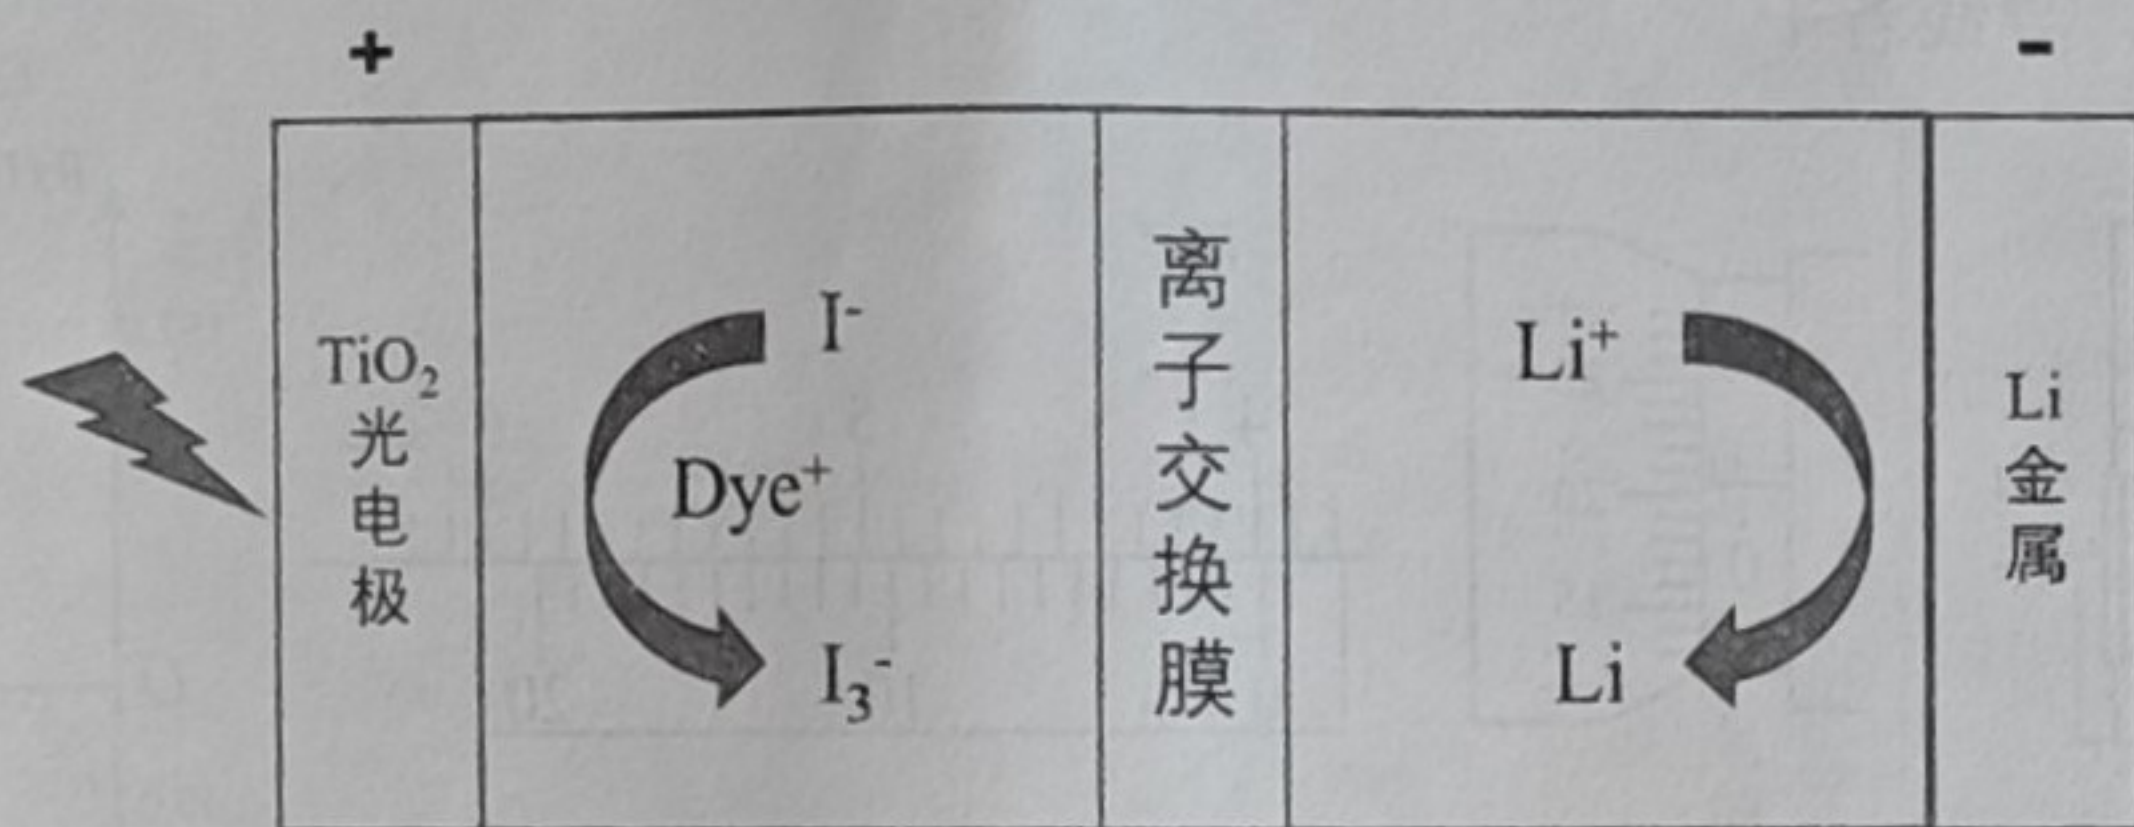 +
-
TiO₂
光
电
极
I⁻
Dye⁺
I₃⁻
离
子
交
换
膜
Li⁺
Li
Li
金
属